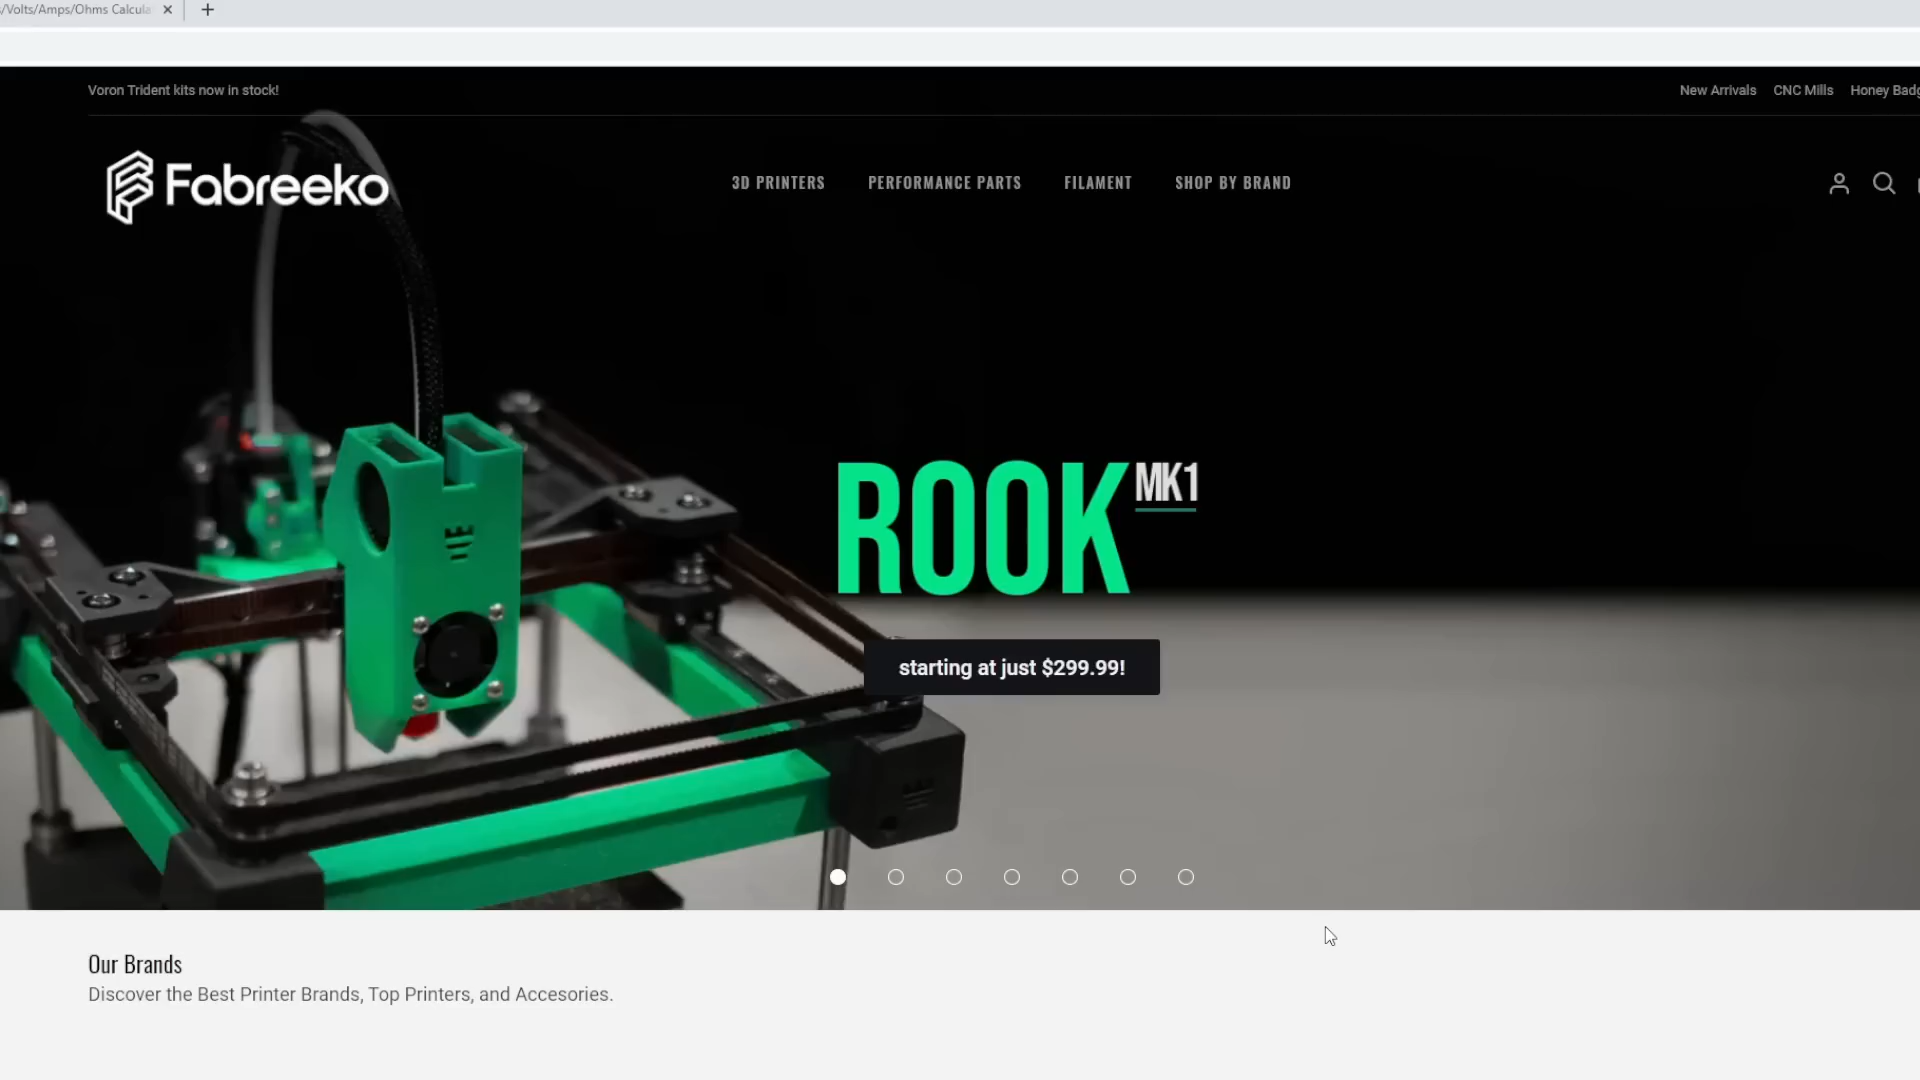 /Volts/Amps/Ohms Calcula
Voron Trident kits now in stock!
New Arrivals CNC Mills Honey Badg
Fabreeko
3D PRINTERS PERFORMANCE PARTS FILAMENT SHOP BY BRAND
ROOK MK1
starting at just $299.99!
Our Brands
Discover the Best Printer Brands, Top Printers, and Accesories.